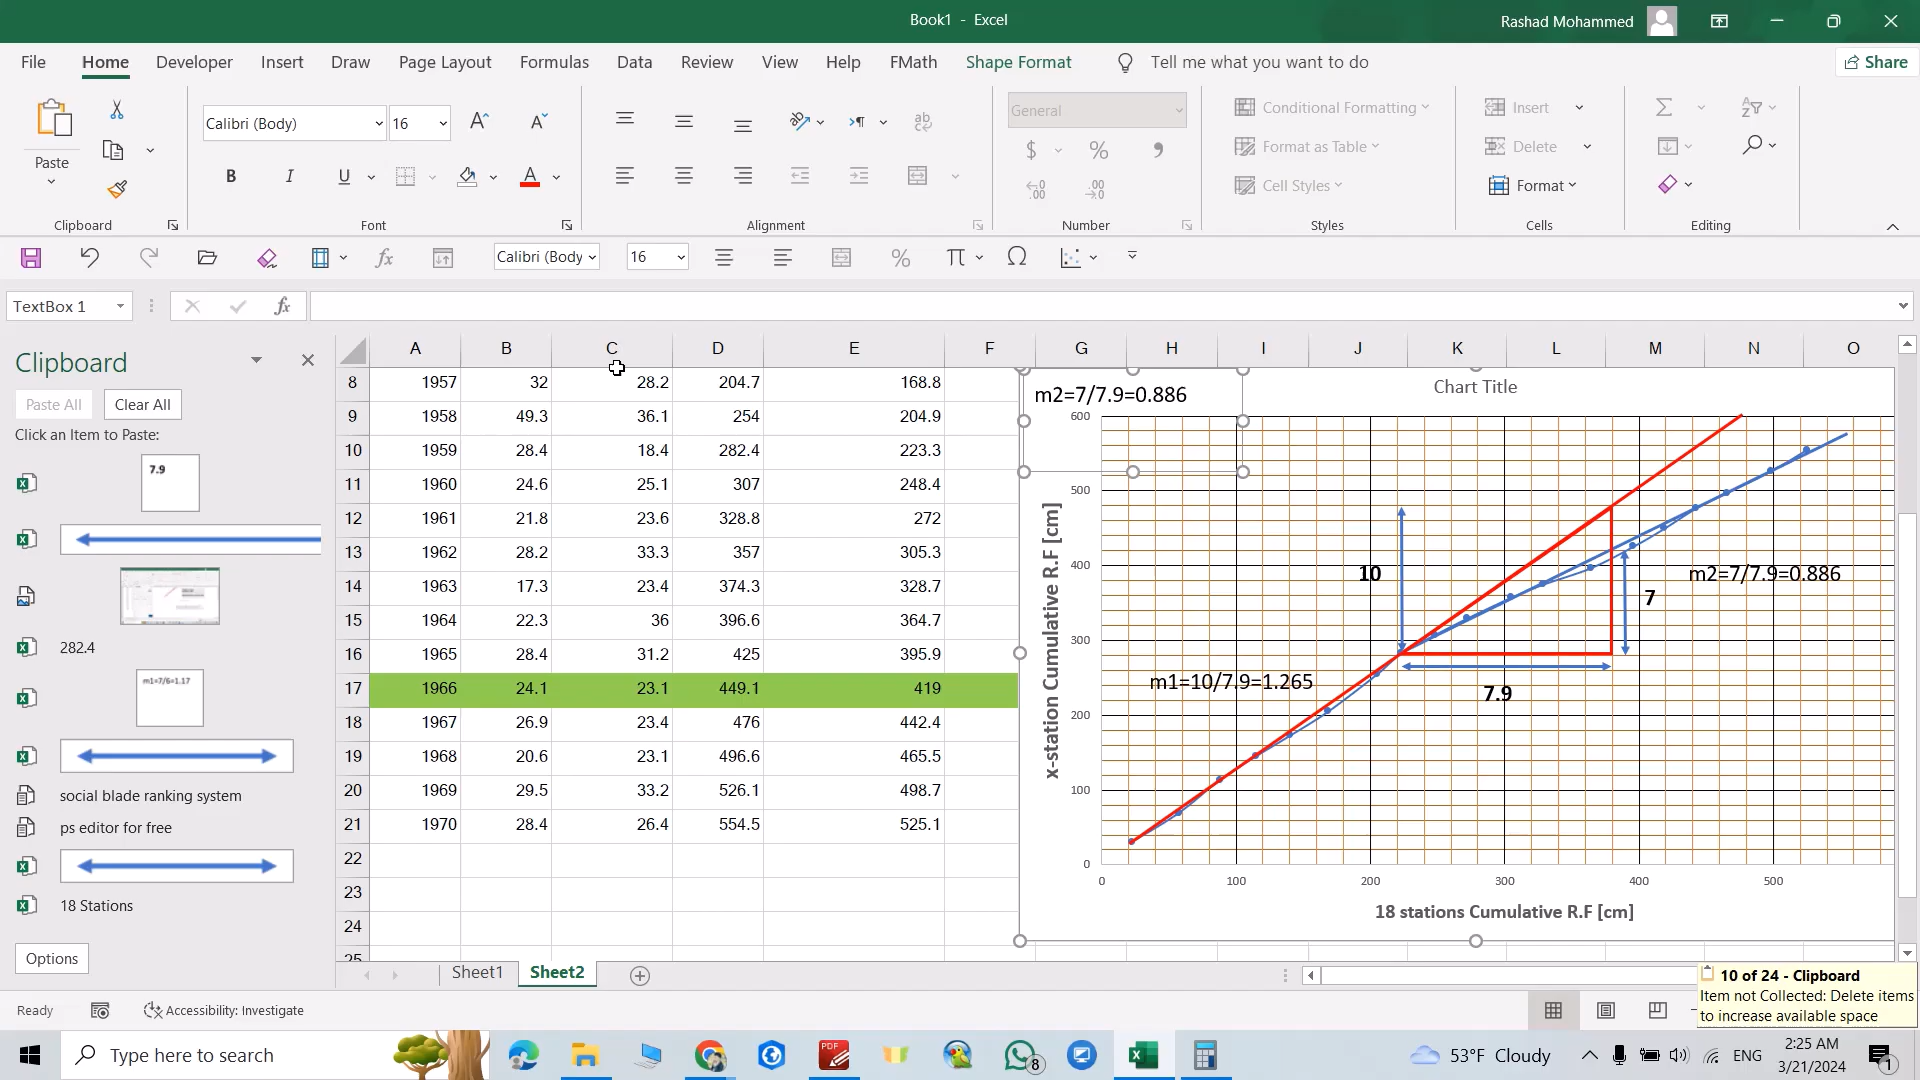 Book1 - Excel
Rashad Mohammed
File Home Developer Insert Draw Page Layout Formulas Data Review View Help FMath Shape Format Tell me what you want to do Share
Paste
Calibri (Body) 16
General
Conditional Formatting
Format as Table
Cell Styles
Insert
Delete
Format
B I U A
$ % ,
Clipboard Font Alignment Number Styles Cells Editing
fx Calibri (Body 16 % π Ω
TextBox 1 fx
Clipboard
Paste All Clear All
Click an Item to Paste:
7.9
282.4
m1=7/6=1.17
social blade ranking system
ps editor for free
18 Stations
Options
A B C D E F G H I J K L M N O
8 1957 32 28.2 204.7 168.8
9 1958 49.3 36.1 254 204.9
10 1959 28.4 18.4 282.4 223.3
11 1960 24.6 25.1 307 248.4
12 1961 21.8 23.6 328.8 272
13 1962 28.2 33.3 357 305.3
14 1963 17.3 23.4 374.3 328.7
15 1964 22.3 36 396.6 364.7
16 1965 28.4 31.2 425 395.9
17 1966 24.1 23.1 449.1 419
18 1967 26.9 23.4 476 442.4
19 1968 20.6 23.1 496.6 465.5
20 1969 29.5 33.2 526.1 498.7
21 1970 28.4 26.4 554.5 525.1
22
23
24
25
Chart Title
m2=7/7.9=0.886
600
500
400
300
200
100
0
x-station Cumulative R.F [cm]
10
7
m2=7/7.9=0.886
m1=10/7.9=1.265
7.9
0 100 200 300 400 500
18 stations Cumulative R.F [cm]
Sheet1 Sheet2
10 of 24 - Clipboard
Item not Collected: Delete items
to increase available space
Ready Accessibility: Investigate
Type here to search
8
53°F Cloudy
ENG
2:25 AM
3/21/2024
1